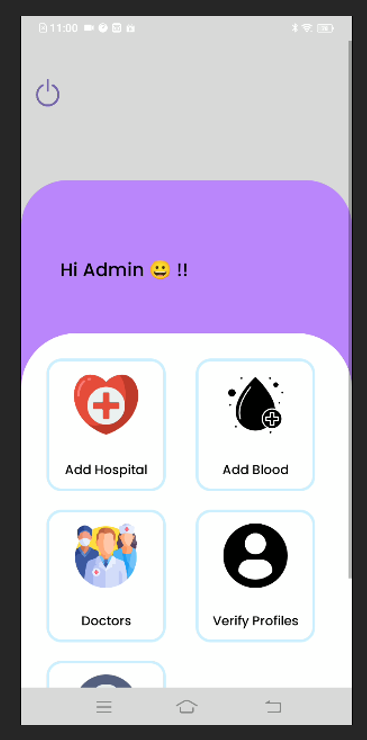 11:00
Hi Admin 😀 !!
Add Hospital
Add Blood
Doctors
Verify Profiles